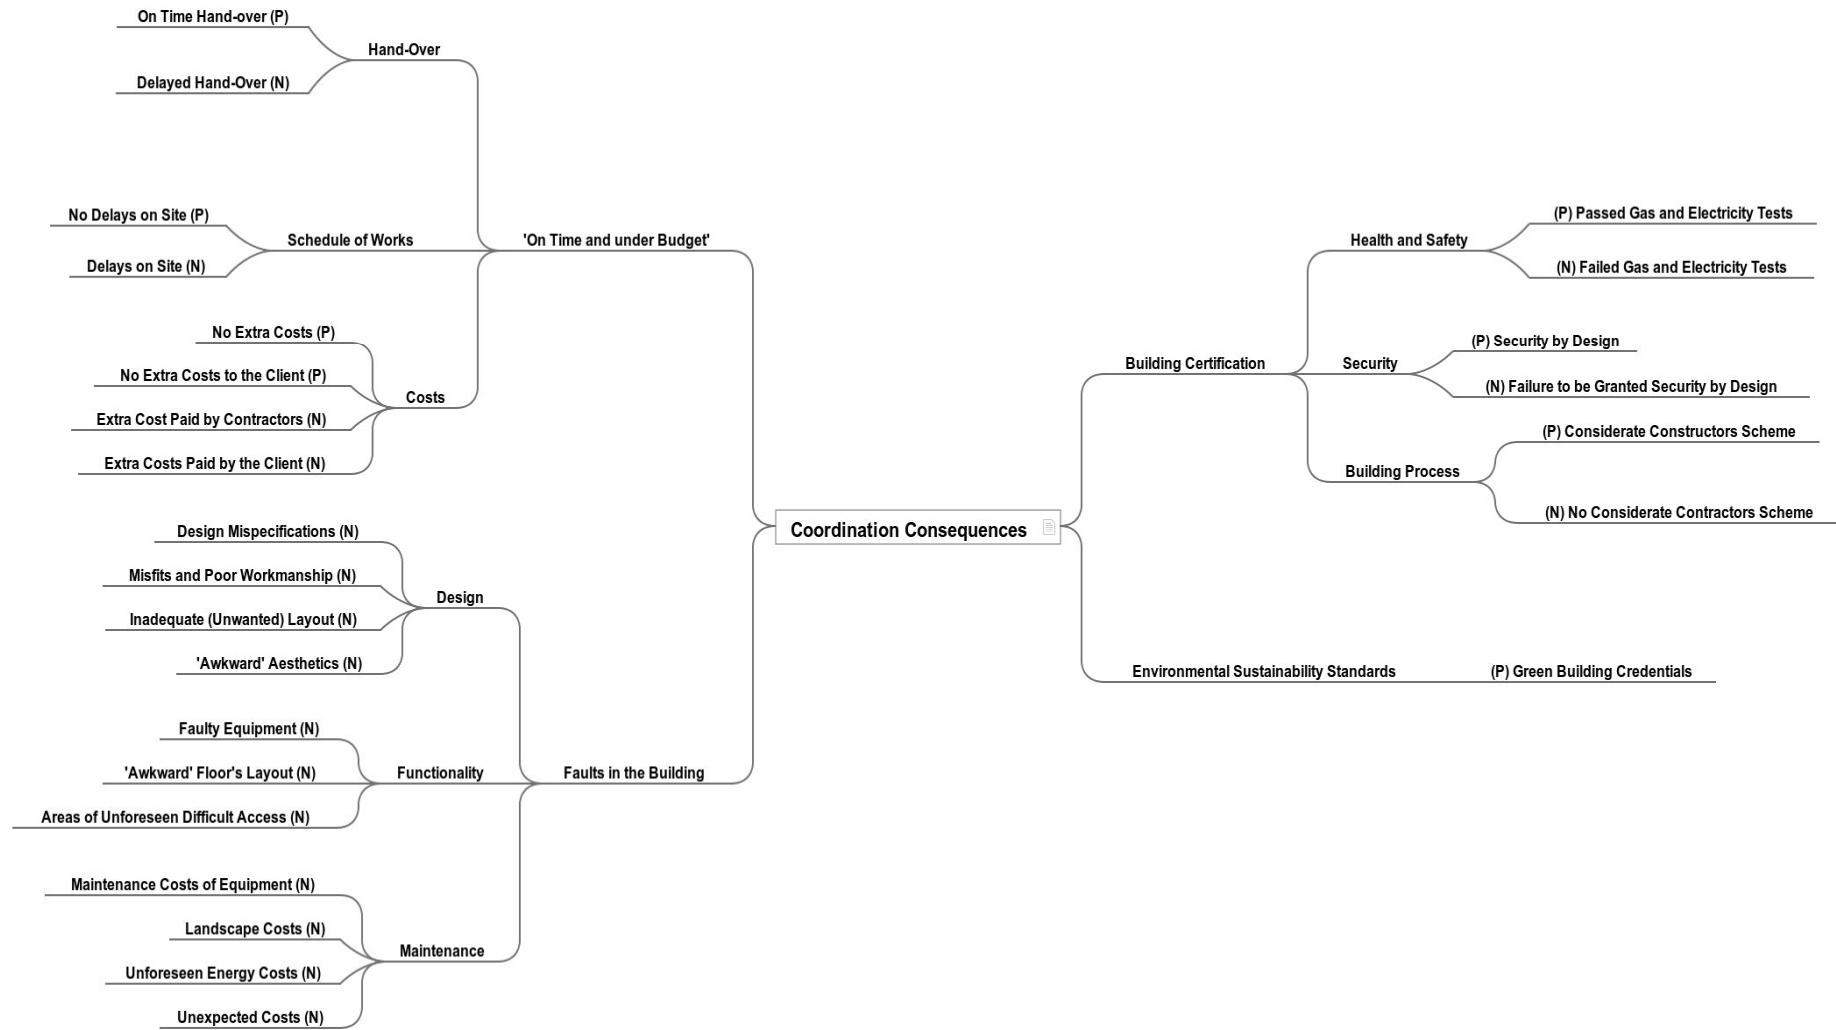 On Time Hand-over (P)
Hand-Over
Delayed Hand-Over (N)
No Delays on Site (P)
Schedule of Works
'On Time and under Budget'
Delays on Site (N)
No Extra Costs (P)
No Extra Costs to the Client (P)
Costs
Extra Cost Paid by Contractors (N)
Extra Costs Paid by the Client (N)
Design Mispecifications (N)
Misfits and Poor Workmanship (N)
Design
Inadequate (Unwanted) Layout (N)
'Awkward' Aesthetics (N)
Faulty Equipment (N)
'Awkward' Floor's Layout (N)
Functionality
Faults in the Building
Areas of Unforeseen Difficult Access (N)
Maintenance Costs of Equipment (N)
Landscape Costs (N)
Maintenance
Unforeseen Energy Costs (N)
Unexpected Costs (N)
Coordination Consequences
(P) Passed Gas and Electricity Tests
Health and Safety
(N) Failed Gas and Electricity Tests
(P) Security by Design
Building Certification
Security
(N) Failure to be Granted Security by Design
(P) Considerate Constructors Scheme
Building Process
(N) No Considerate Contractors Scheme
Environmental Sustainability Standards
(P) Green Building Credentials